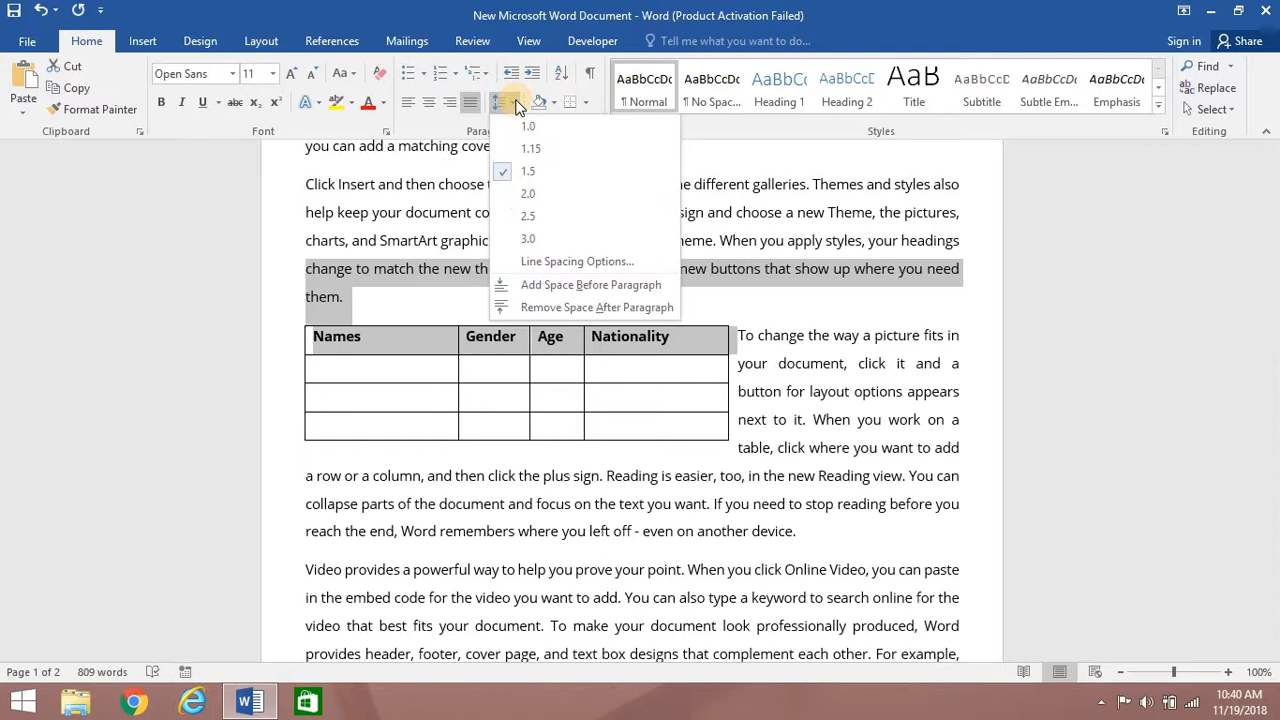 New Microsoft Word Document - Word (Product Activation Failed)
File Home Insert Design Layout References Mailings Review View Developer Tell me what you want to do... Sign in Share
Paste Cut Copy Format Painter
Clipboard
Open Sans 11 Aa
B I U abc X₂ X² A A
Font
AaBbCcDc ¶ Normal
AaBbCcDc ¶ No Spac...
AaBbCc Heading 1
AaBbCcC Heading 2
AaB Title
AaBbCcD Subtitle
AaBbCcDc Subtle Em...
AaBbCcDc Emphasis
Styles
Find
Replace
Select
Editing
1.0
1.15
1.5
2.0
2.5
3.0
Line Spacing Options...
Add Space Before Paragraph
Remove Space After Paragraph
you can add a matching cove
Click Insert and then choose t
e different galleries. Themes and styles also
help keep your document co
sign and choose a new Theme, the pictures,
charts, and SmartArt graphic
eme. When you apply styles, your headings
change to match the new th
new buttons that show up where you need
them.
Names Gender Age Nationality
To change the way a picture fits in
your document, click it and a
button for layout options appears
next to it. When you work on a
table, click where you want to add
a row or a column, and then click the plus sign. Reading is easier, too, in the new Reading view. You can
collapse parts of the document and focus on the text you want. If you need to stop reading before you
reach the end, Word remembers where you left off - even on another device.
Video provides a powerful way to help you prove your point. When you click Online Video, you can paste
in the embed code for the video you want to add. You can also type a keyword to search online for the
video that best fits your document. To make your document look professionally produced, Word
provides header, footer, cover page, and text box designs that complement each other. For example,
Page 1 of 2 809 words 100%
10:40 AM
11/19/2018